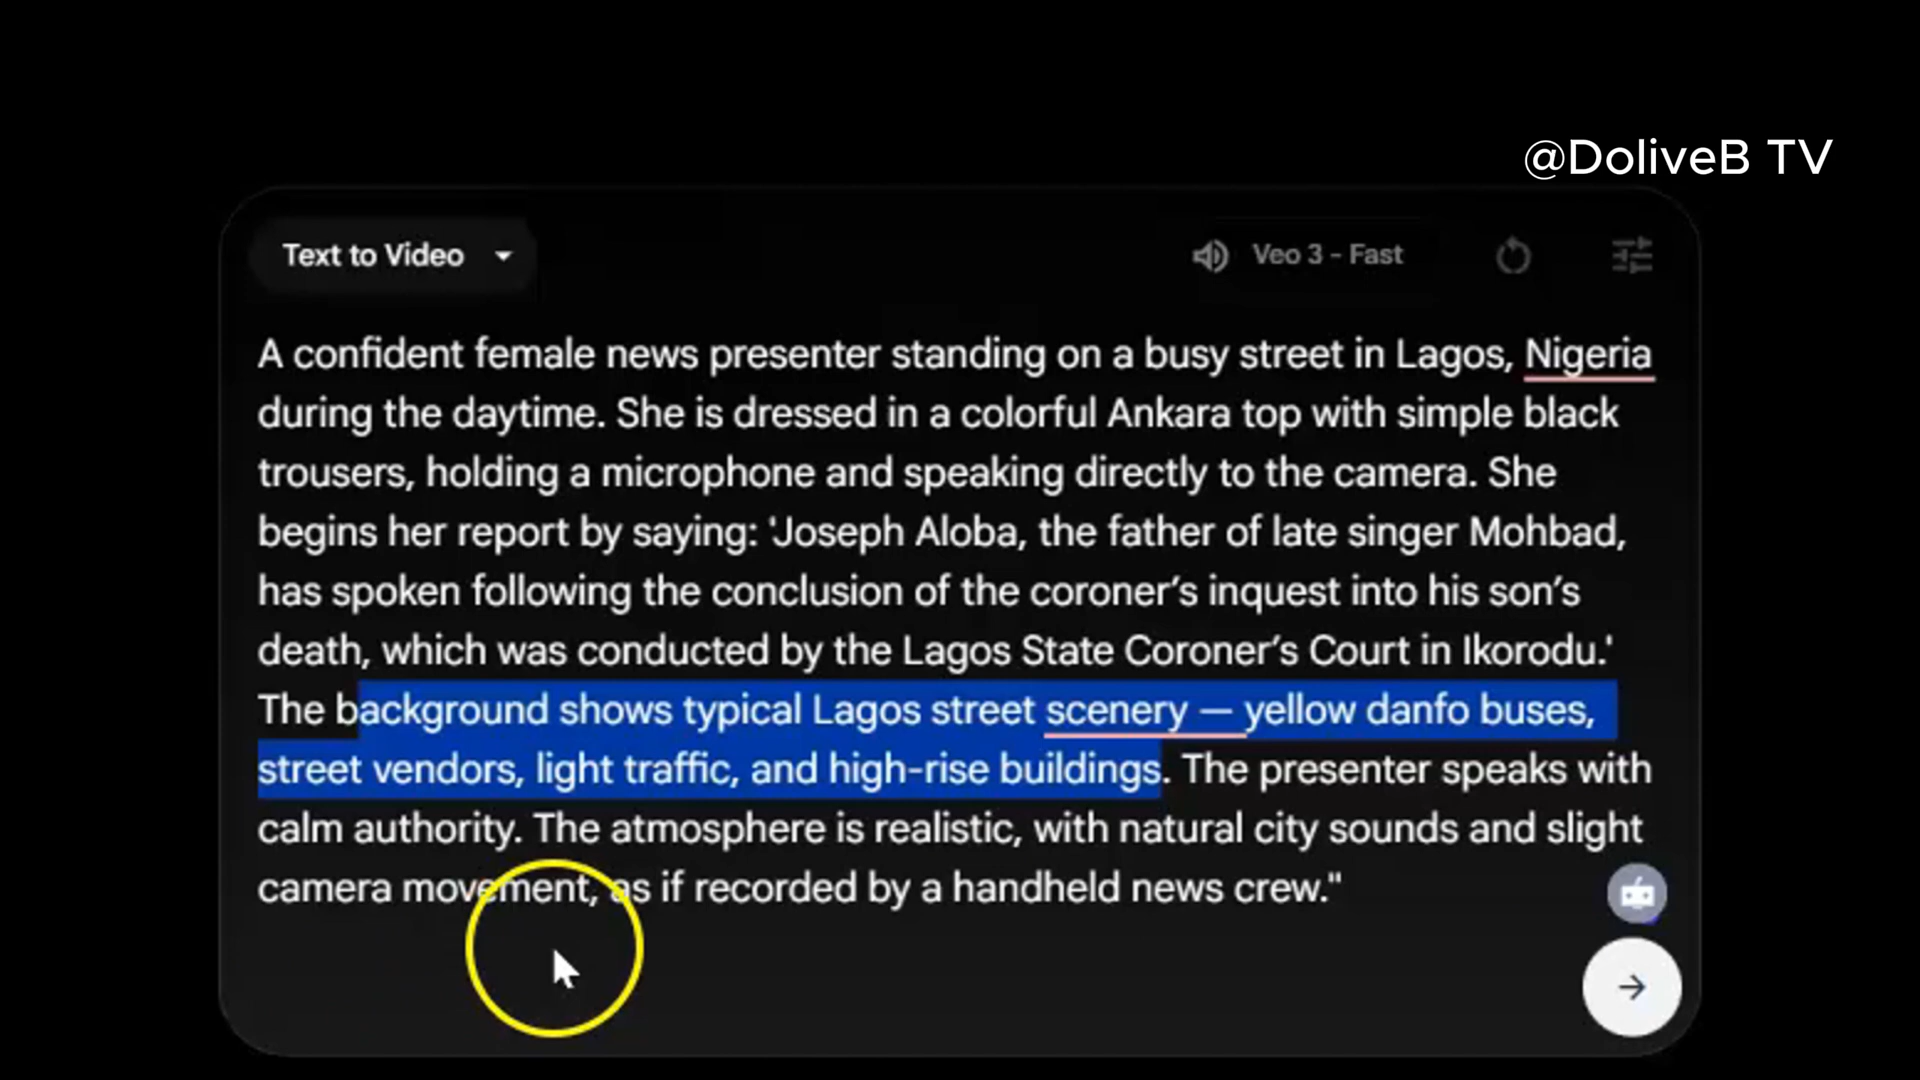 @DoliveB TV
Text to Video
Veo 3 - Fast
A confident female news presenter standing on a busy street in Lagos, Nigeria
during the daytime. She is dressed in a colorful Ankara top with simple black
trousers, holding a microphone and speaking directly to the camera. She
begins her report by saying: 'Joseph Aloba, the father of late singer Mohbad,
has spoken following the conclusion of the coroner’s inquest into his son’s
death, which was conducted by the Lagos State Coroner’s Court in Ikorodu.'
The background shows typical Lagos street scenery — yellow danfo buses,
street vendors, light traffic, and high-rise buildings. The presenter speaks with
calm authority. The atmosphere is realistic, with natural city sounds and slight
camera movement, as if recorded by a handheld news crew."